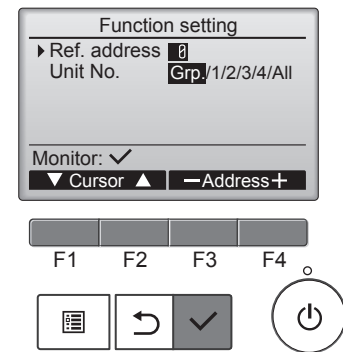 Function setting
Ref. address 0
Unit No. Grp./1/2/3/4/All
Monitor: ✓
▼ Cursor ▲ −Address+
F1 F2 F3 F4